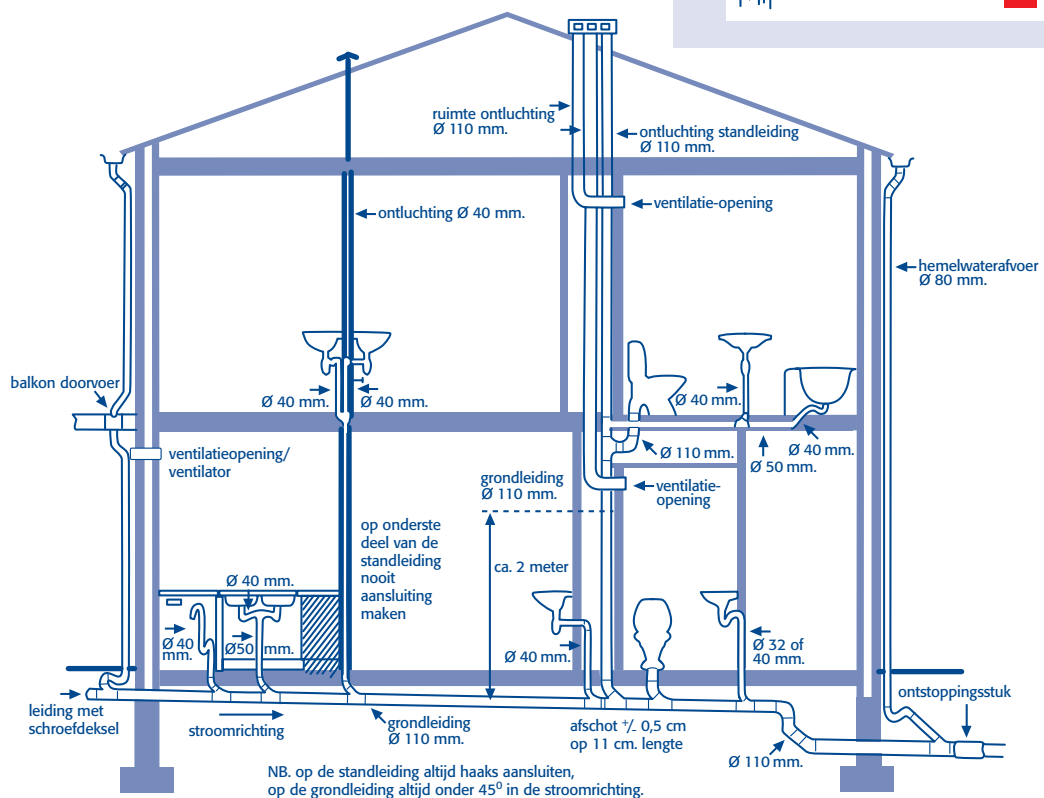 ruimte ontluchting
Ø 110 mm.
ontluchting standleiding
Ø 110 mm.
ontluchting Ø 40 mm.
ventilatie-opening
hemelwaterafvoer
Ø 80 mm.
balkon doorvoer
Ø 40 mm.
Ø 40 mm.
Ø 40 mm.
Ø 40 mm.
Ø 50 mm.
Ø 110 mm.
ventilatieopening/
ventilator
grondleiding
Ø 110 mm.
ventilatie-
opening
op onderste
deel van de
standleiding
nooit
aansluiting
maken
ca. 2 meter
Ø 40 mm.
Ø 40
mm.
Ø50 mm.
Ø 40 mm.
Ø 32 of
40 mm.
leiding met
schroefdeksel
stroomrichting
grondleiding
Ø 110 mm.
afschot +/- 0,5 cm
op 11 cm. lengte
Ø 110 mm.
ontstoppingsstuk
NB. op de standleiding altijd haaks aansluiten,
op de grondleiding altijd onder 45⁰ in de stroomrichting.